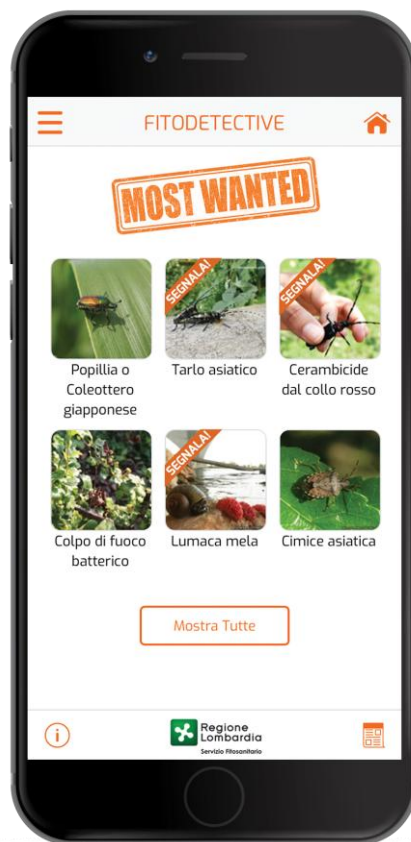 FITODETECTIVE
MOST WANTED
SEGNALA!
SEGNALA!
Popillia o
Coleottero
giapponese
Tarlo asiatico
Cerambicide
dal collo rosso
SEGNALA!
Colpo di fuoco
batterico
Lumaca mela
Cimice asiatica
Mostra Tutte
i
Regione
Lombardia
Servizio Fitosanitario